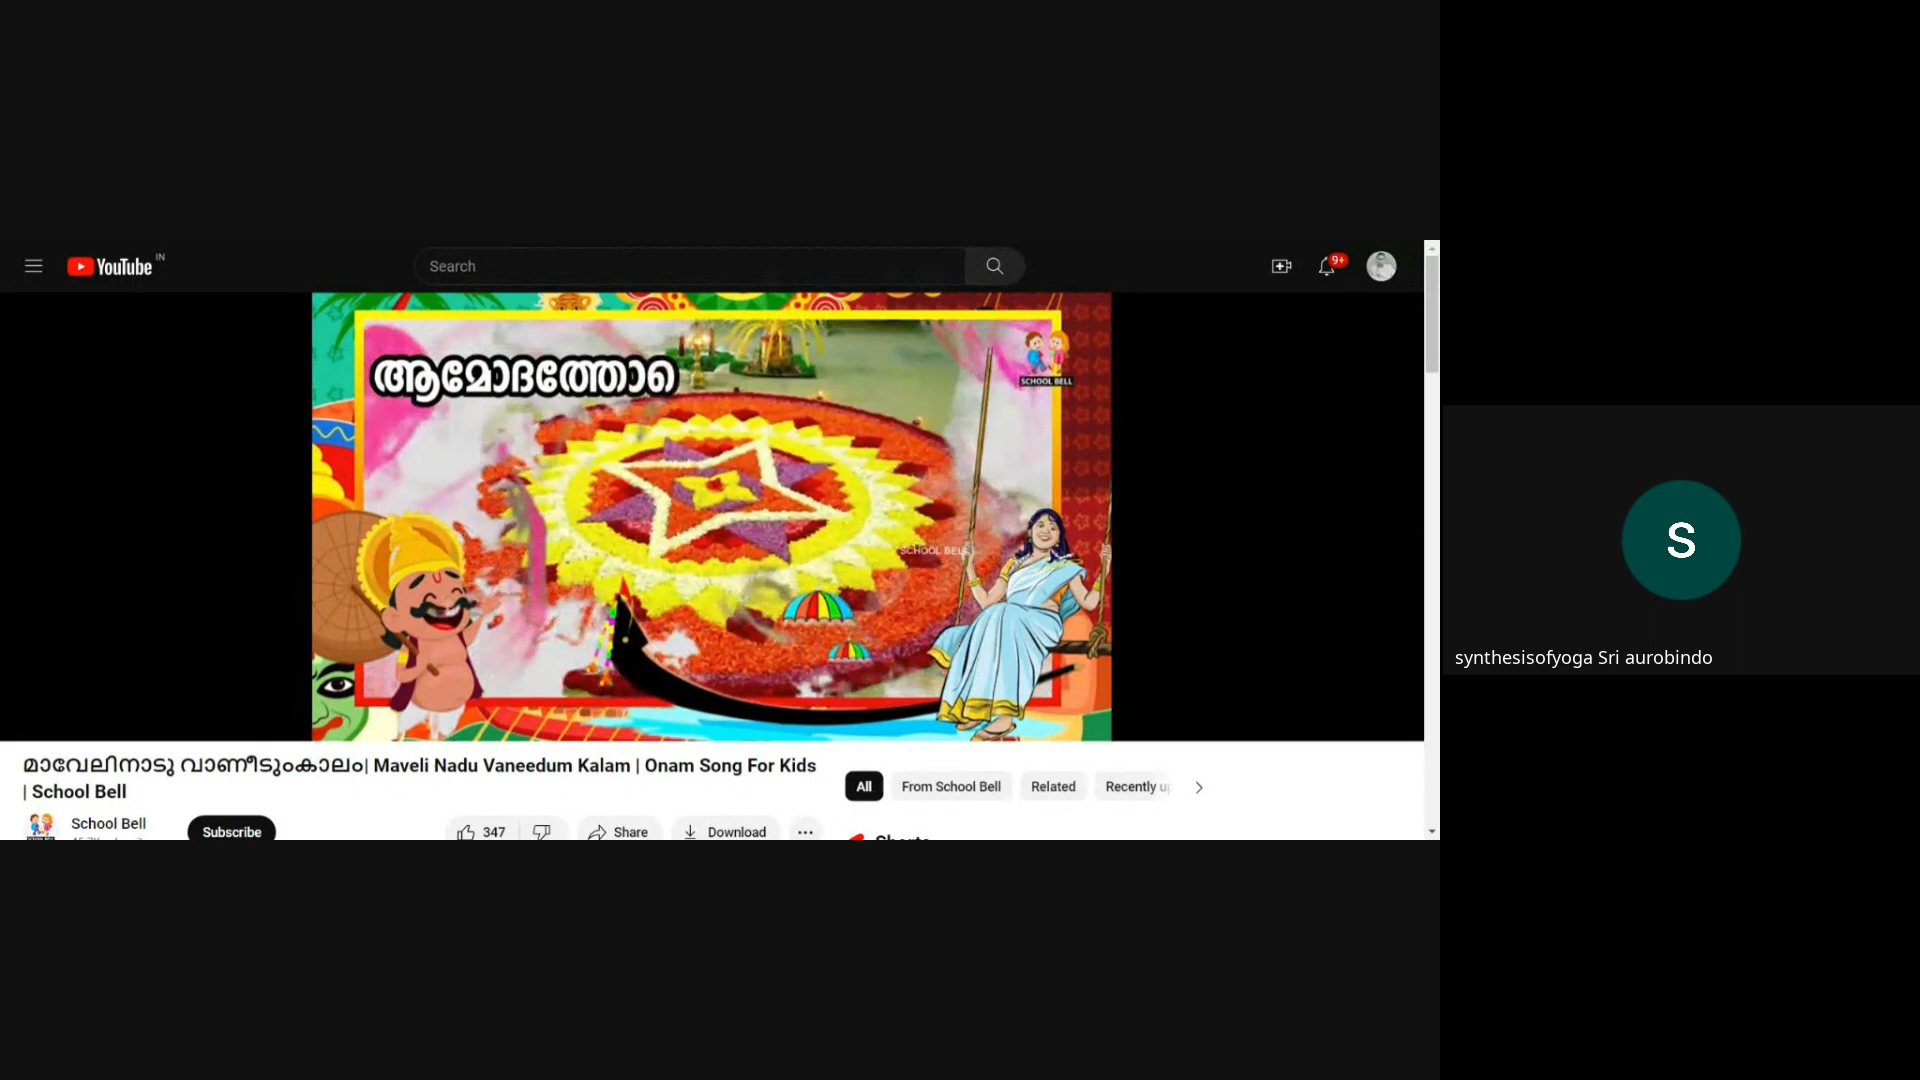 YouTube IN
Search
9+
ആമോദത്തോടെ
SCHOOL BELL
SCHOOL BELL
മാവേലിനാടു വാണീടുംകാലം| Maveli Nadu Vaneedum Kalam | Onam Song For Kids
| School Bell
All
From School Bell
Related
School Bell
Subscribe
347
Share
Download
Shorts
S
synthesisofyoga Sri aurobindo